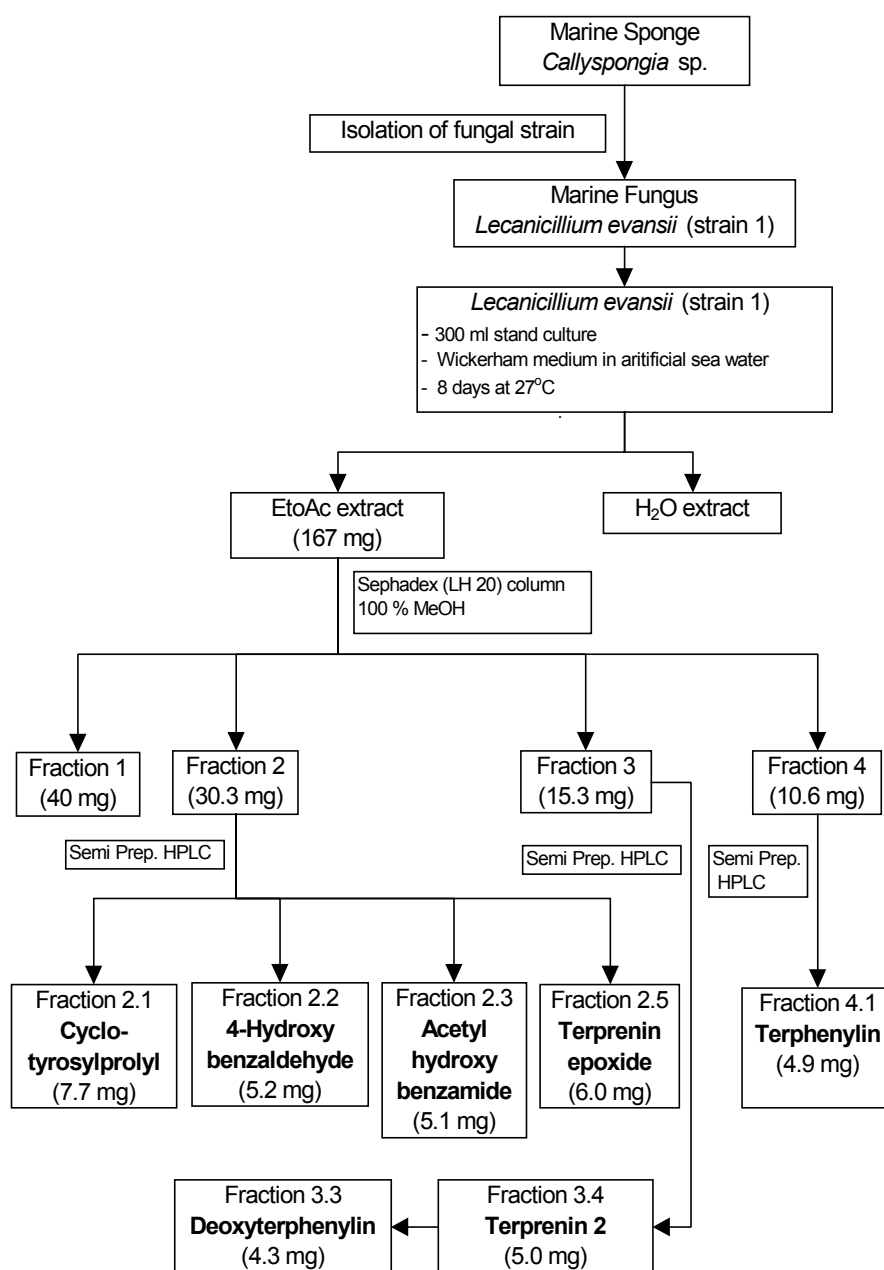 Marine Sponge
Callyspongia sp.
Isolation of fungal strain
Marine Fungus
Lecanicillium evansii (strain 1)
Lecanicillium evansii (strain 1)
- 300 ml stand culture
- Wickerham medium in aritificial sea water
- 8 days at 27°C
EtoAc extract
(167 mg)
H₂O extract
Sephadex (LH 20) column
100 % MeOH
Fraction 1
(40 mg)
Fraction 2
(30.3 mg)
Fraction 3
(15.3 mg)
Fraction 4
(10.6 mg)
Semi Prep. HPLC
Semi Prep. HPLC
Semi Prep.
HPLC
Fraction 2.1
Cyclo-
tyrosylprolyl
(7.7 mg)
Fraction 2.2
4-Hydroxy
benzaldehyde
(5.2 mg)
Fraction 2.3
Acetyl
hydroxy
benzamide
(5.1 mg)
Fraction 2.5
Terprenin
epoxide
(6.0 mg)
Fraction 4.1
Terphenylin
(4.9 mg)
Fraction 3.3
Deoxyterphenylin
(4.3 mg)
Fraction 3.4
Terprenin 2
(5.0 mg)